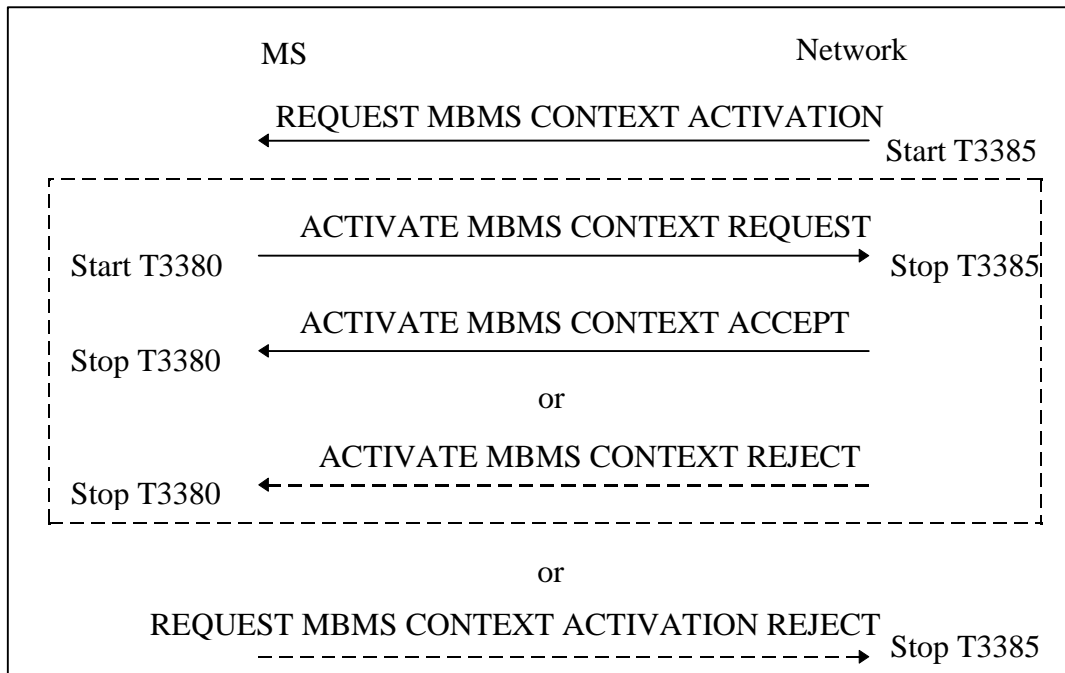 MS
Network
REQUEST MBMS CONTEXT ACTIVATION
Start T3385
ACTIVATE MBMS CONTEXT REQUEST
Start T3380
Stop T3385
ACTIVATE MBMS CONTEXT ACCEPT
Stop T3380
or
ACTIVATE MBMS CONTEXT REJECT
Stop T3380
or
REQUEST MBMS CONTEXT ACTIVATION REJECT
Stop T3385